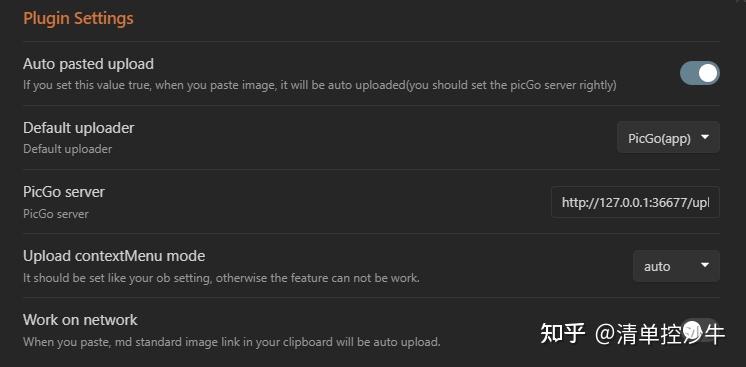 Plugin Settings
Auto pasted upload
If you set this value true, when you paste image, it will be auto uploaded(you should set the picGo server rightly)
Default uploader
Default uploader
PicGo(app)
PicGo server
PicGo server
http://127.0.0.1:36677/upl
Upload contextMenu mode
It should be set like your ob setting, otherwise the feature can not be work.
auto
Work on network
When you paste, md standard image link in your clipboard will be auto upload.
知乎 @清单控沙牛